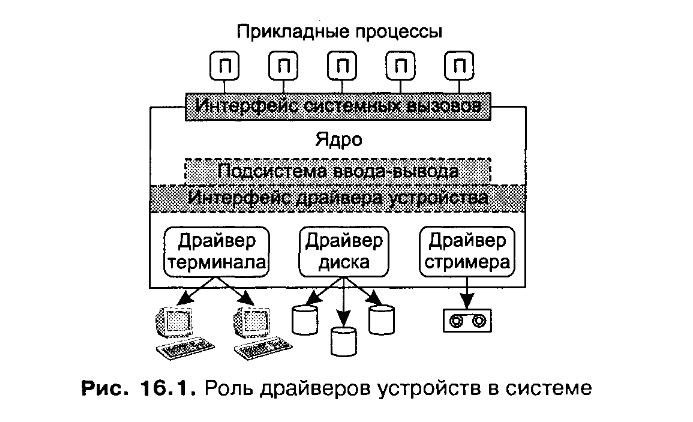 Прикладные процессы
П П П П П
Интерфейс системных вызовов
Ядро
Подсистема ввода-вывода
Интерфейс драйвера устройства
Драйвер терминала
Драйвер диска
Драйвер стримера
Рис. 16.1. Роль драйверов устройств в системе